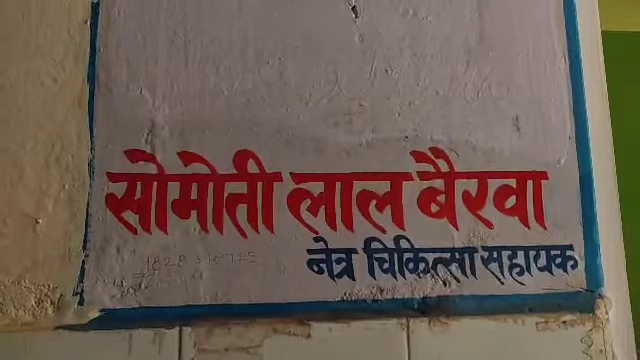 सोमोती लाल बैरवा
नेत्र चिकित्सा सहायक